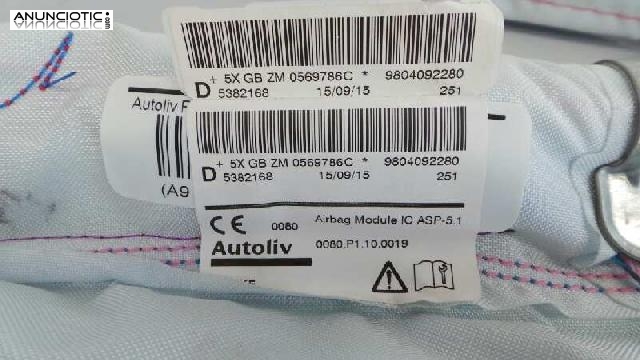 ANUNCIOTIC.COM
+ 5X GB ZM 0569786C * 9804092280
D 5382168 15/09/15 251
Autoliv
+ 5X GB ZM 0569786C * 9804092280
D 5382168 15/09/15 251
(A9
CE 0080 Airbag Module IC ASP-5.1
Autoliv 0080.P1.10.0019